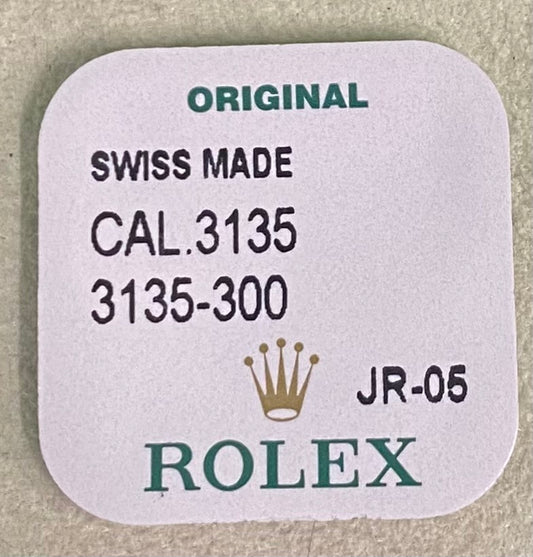 ORIGINAL
SWISS MADE
CAL.3135
3135-300
JR-05
ROLEX